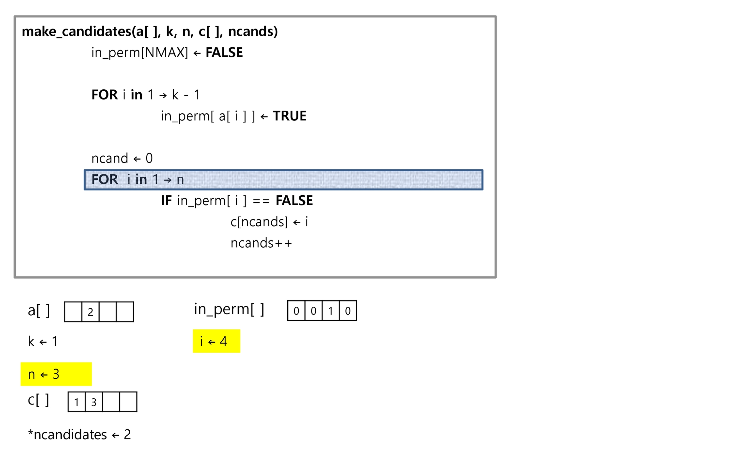 make_candidates(a[ ], k, n, c[ ], ncands)
in_perm[NMAX] ← FALSE
FOR i in 1 → k - 1
in_perm[ a[ i ] ] ← TRUE
ncand ← 0
FOR i in 1 → n
IF in_perm[ i ] == FALSE
c[ncands] ← i
ncands++
a[ ] 2
in_perm[ ] 0 0 1 0
k ← 1
i ← 4
n ← 3
c[ ] 1 3
*ncandidates ← 2